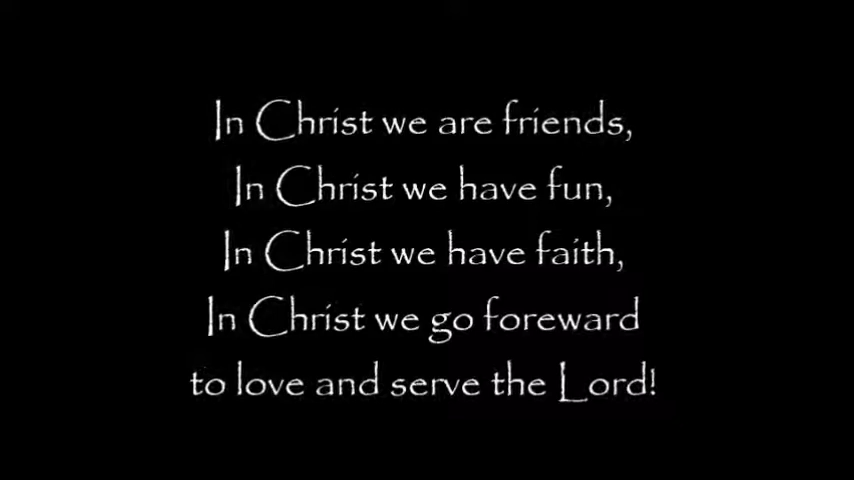 In Christ we are friends,
In Christ we have fun,
In Christ we have faith,
In Christ we go foreward
to love and serve the Lord!